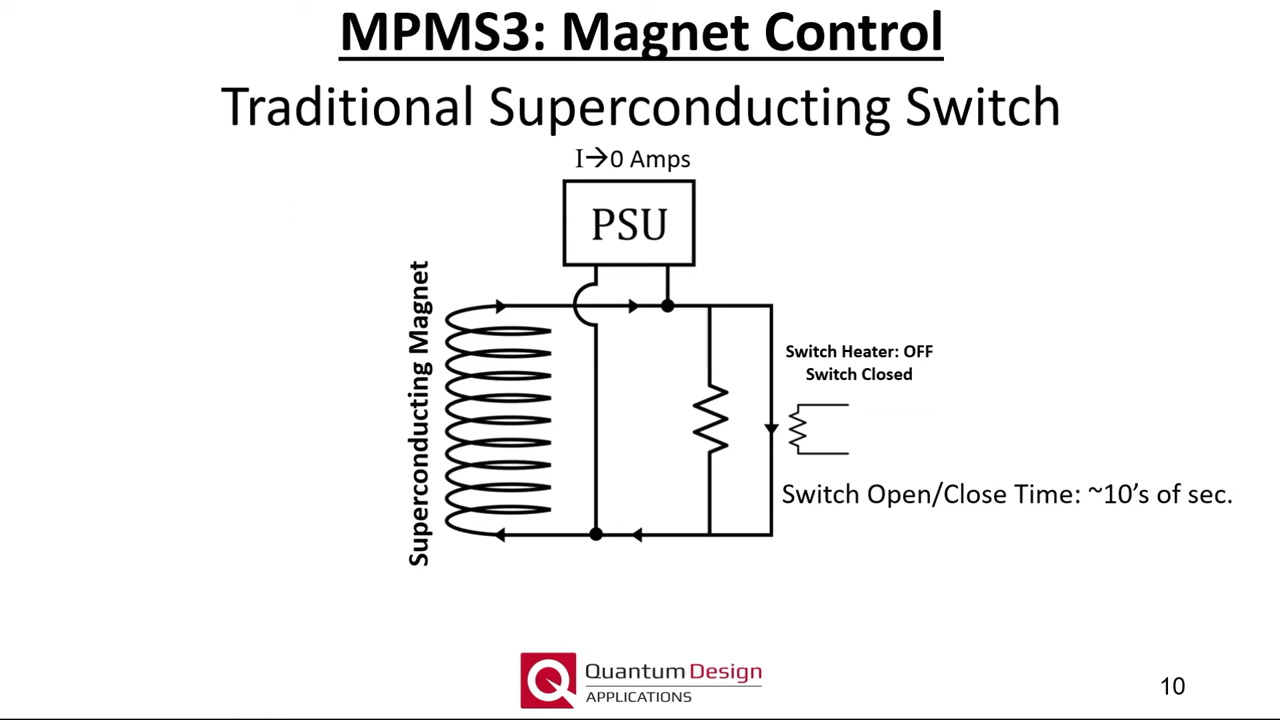 MPMS3: Magnet Control
Traditional Superconducting Switch
I→0 Amps
PSU
Superconducting Magnet
Switch Heater: OFF
Switch Closed
Switch Open/Close Time: ~10’s of sec.
Quantum Design
APPLICATIONS
10